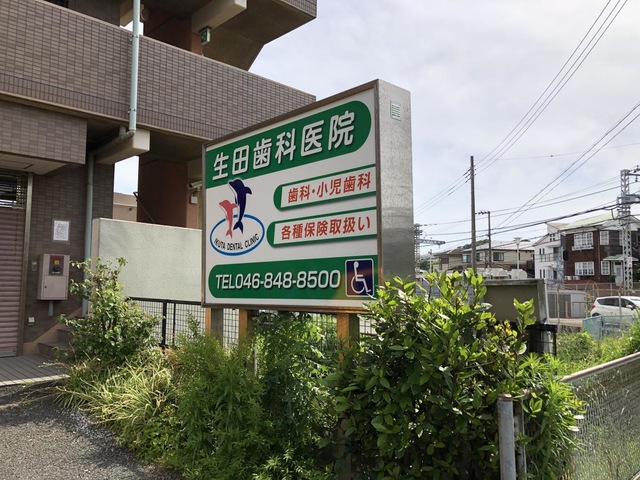 生田歯科医院
歯科・小児歯科
各種保険取扱い
IKUTA DENTAL CLINIC
TEL046-848-8500